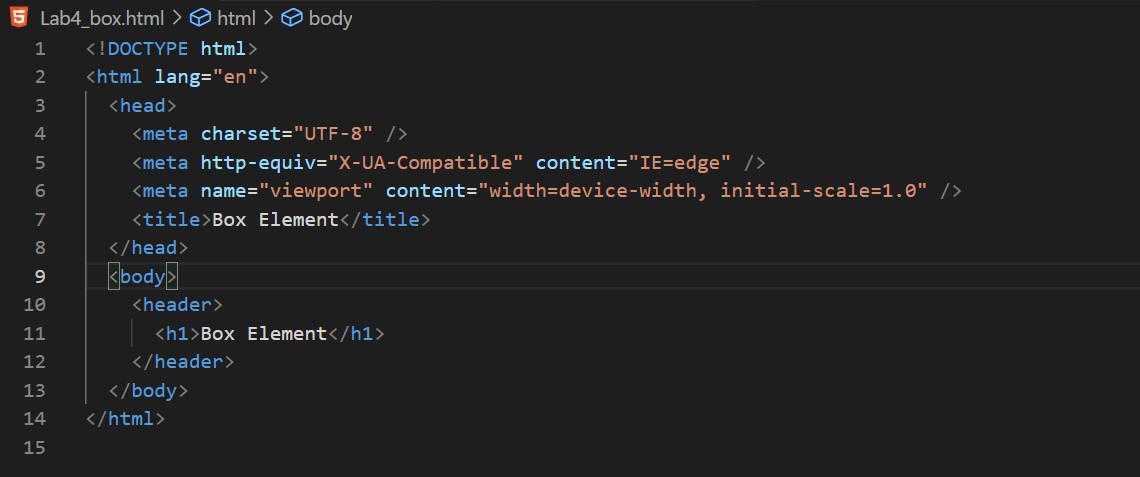 Lab4_box.html > html > body
1 <!DOCTYPE html>
2 <html lang="en">
3 <head>
4 <meta charset="UTF-8" />
5 <meta http-equiv="X-UA-Compatible" content="IE=edge" />
6 <meta name="viewport" content="width=device-width, initial-scale=1.0" />
7 <title>Box Element</title>
8 </head>
9 <body>
10 <header>
11 <h1>Box Element</h1>
12 </header>
13 </body>
14 </html>
15